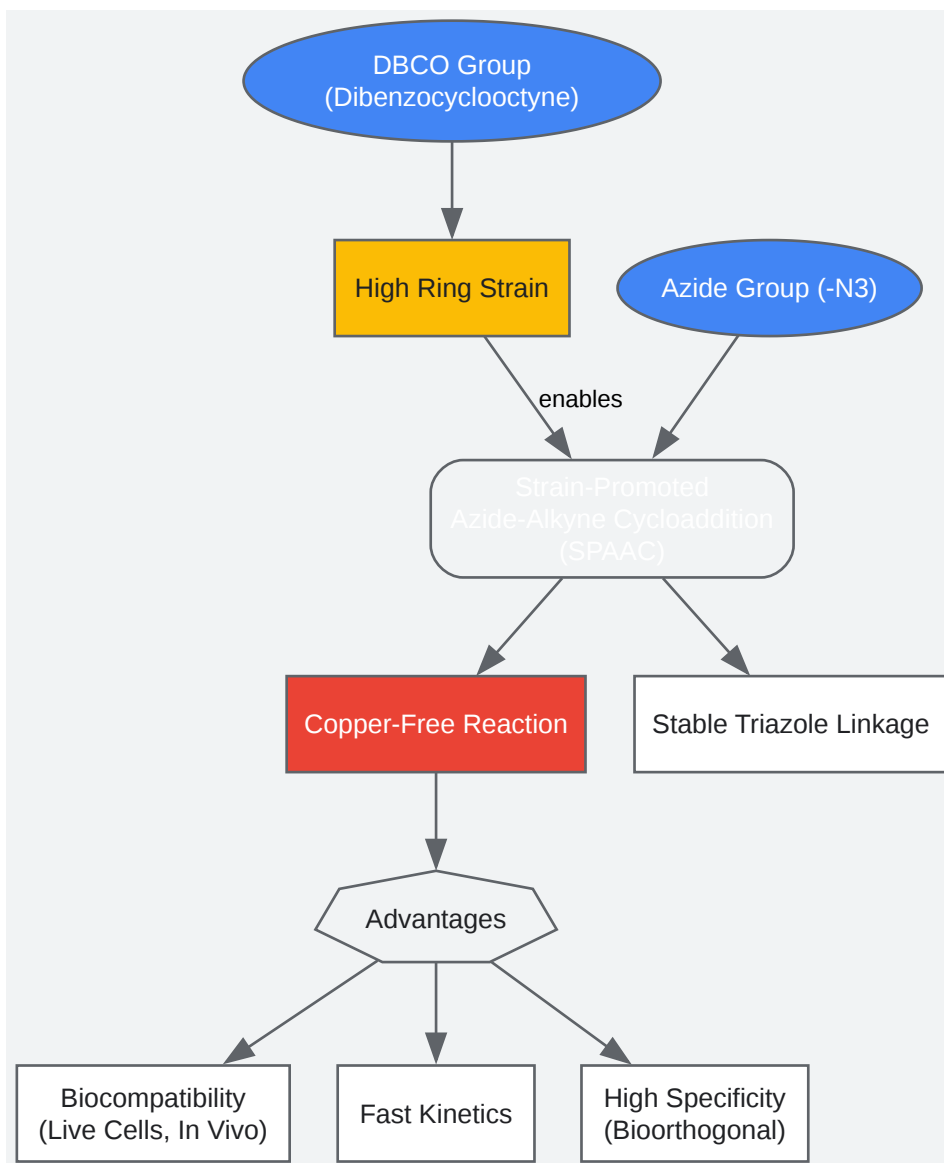 DBCO Group
(Dibenzocyclooctyne)
High Ring Strain
Azide Group (-N3)
enables
Strain-Promoted
Azide-Alkyne Cycloaddition
(SPAAC)
Copper-Free Reaction
Stable Triazole Linkage
Advantages
Biocompatibility
(Live Cells, In Vivo)
Fast Kinetics
High Specificity
(Bioorthogonal)